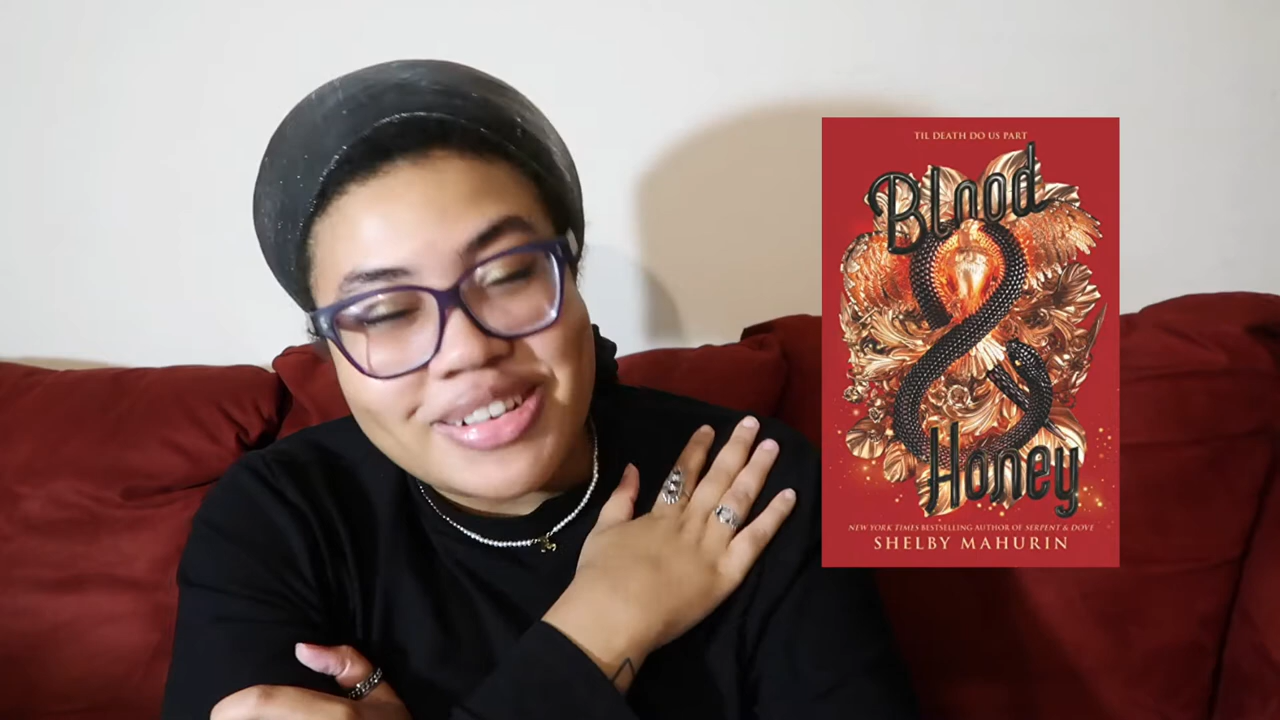 TIL DEATH DO US PART
Blood
&
Honey
NEW YORK TIMES BESTSELLING AUTHOR OF SERPENT & DOVE
SHELBY MAHURIN